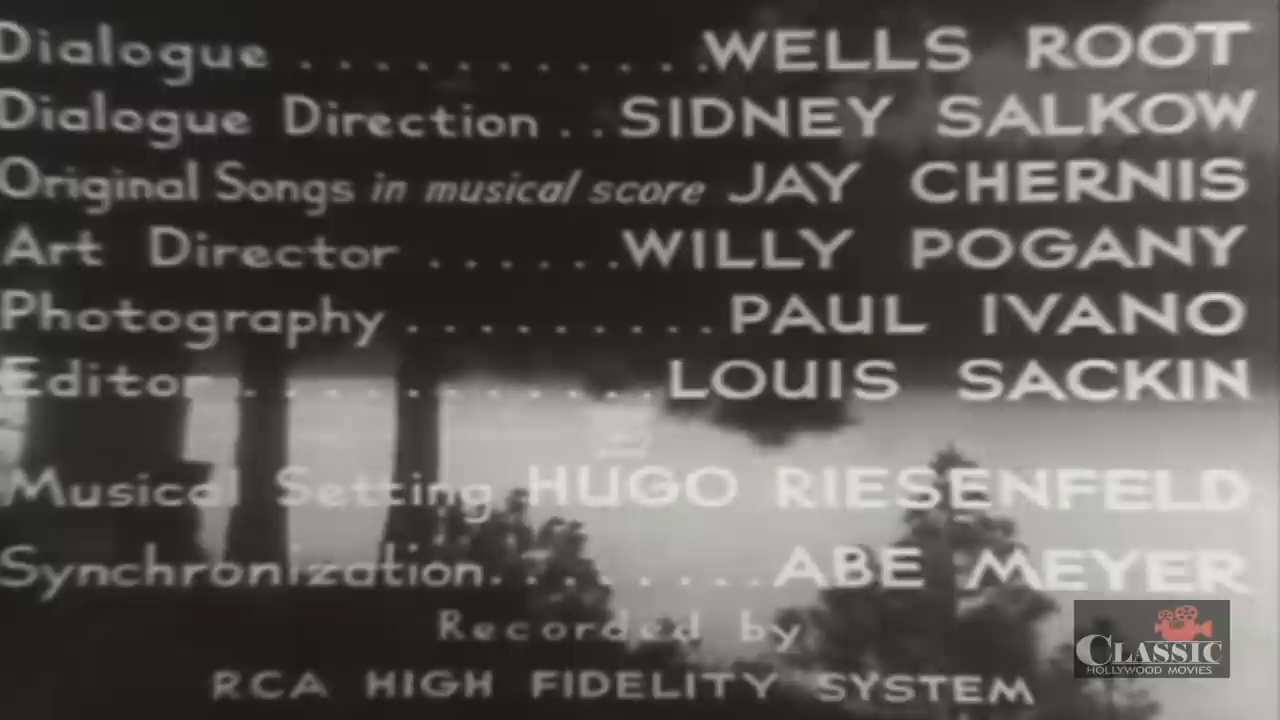 Dialogue ............WELLS ROOT
Dialogue Direction ..SIDNEY SALKOW
Original Songs in musical score JAY CHERNIS
Art Director ......WILLY POGANY
Photography ..........PAUL IVANO
Editor ............LOUIS SACKIN
Musical Setting HUGO RIESENFELD
Synchronization.........ABE MEYER
Recorded by
RCA HIGH FIDELITY SYSTEM
CLASSIC
HOLLYWOOD MOVIES